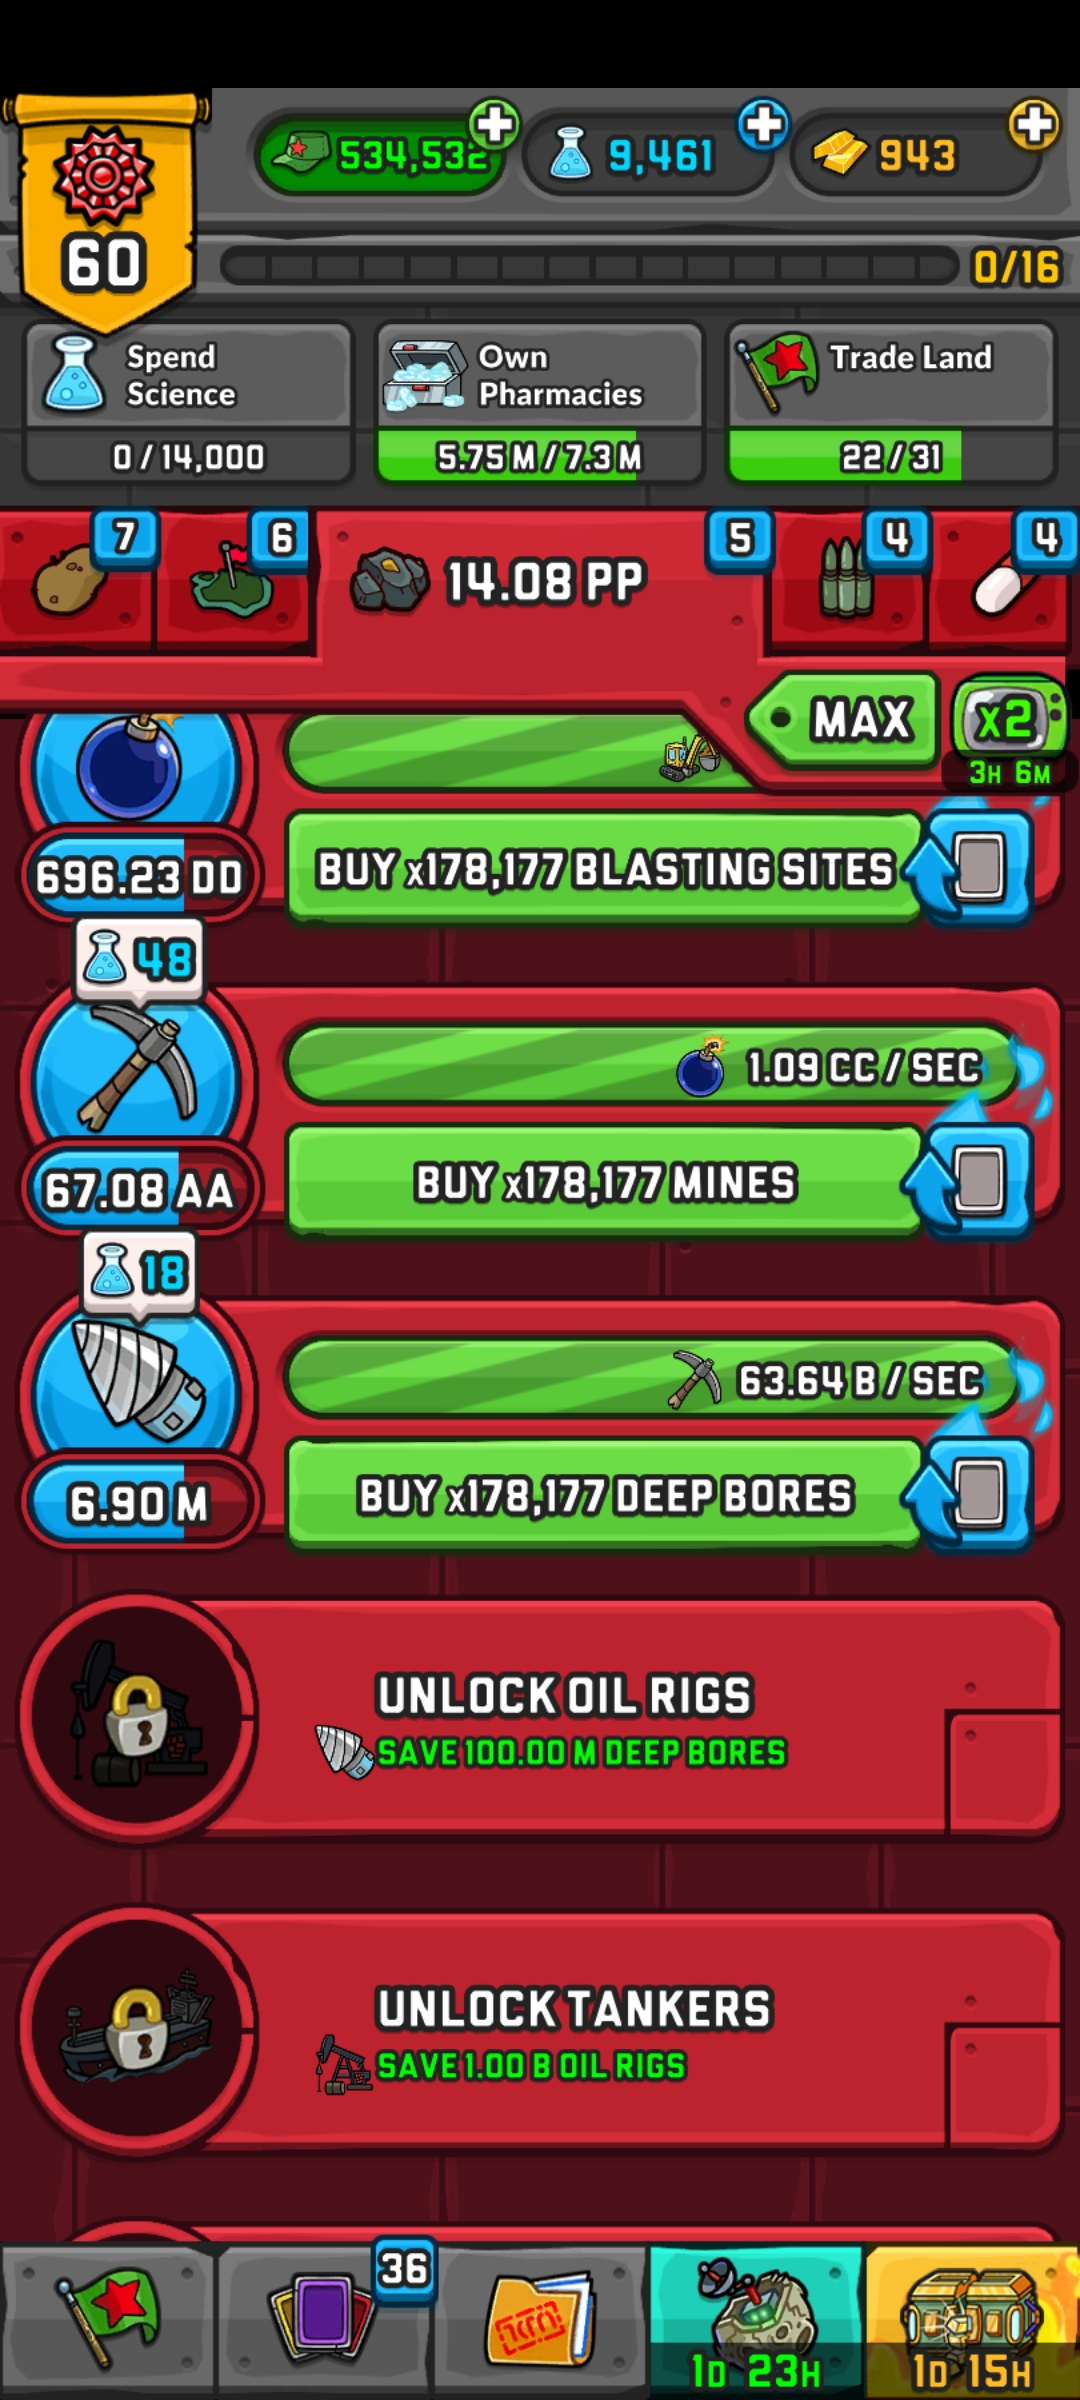 534,532
9,461
943
60
0/16
Spend
Science
Own
Pharmacies
Trade Land
0 / 14,000
5.75 M / 7.3 M
22 / 31
7
6
14.08 PP
5
4
4
MAX
x2
3H 6M
696.23 DD
BUY x178,177 BLASTING SITES
48
1.09 CC / SEC
67.08 AA
BUY x178,177 MINES
18
63.64 B / SEC
6.90 M
BUY x178,177 DEEP BORES
UNLOCK OIL RIGS
SAVE 100.00 M DEEP BORES
UNLOCK TANKERS
SAVE 1.00 B OIL RIGS
36
1D 23H
1D 15H